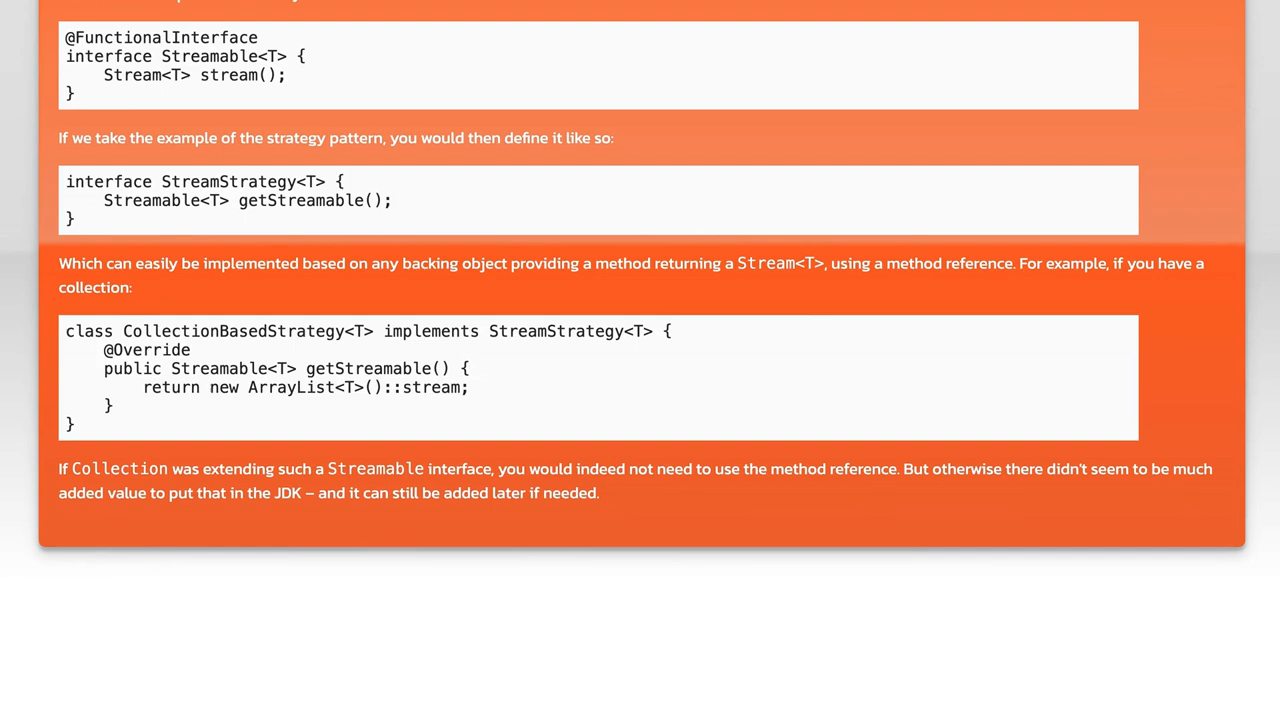 @FunctionalInterface
interface Streamable<T> {
    Stream<T> stream();
}
If we take the example of the strategy pattern, you would then define it like so:
interface StreamStrategy<T> {
    Streamable<T> getStreamable();
}
Which can easily be implemented based on any backing object providing a method returning a Stream<T>, using a method reference. For example, if you have a
collection:
class CollectionBasedStrategy<T> implements StreamStrategy<T> {
    @Override
    public Streamable<T> getStreamable() {
        return new ArrayList<T>()::stream;
    }
}
If Collection was extending such a Streamable interface, you would indeed not need to use the method reference. But otherwise there didn't seem to be much
added value to put that in the JDK – and it can still be added later if needed.